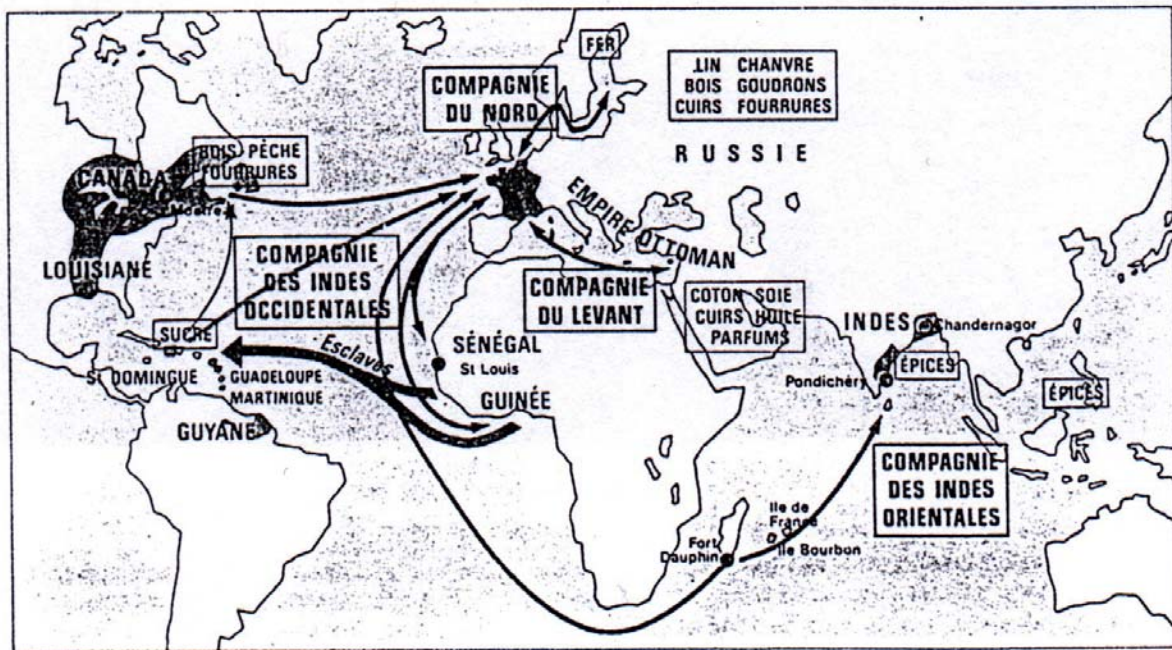 FER
COMPAGNIE
DU NORD
LIN CHANVRE
BOIS GOUDRONS
CUIRS FOURRURES
RUSSIE
BOIS PÊCHE
FOURRURES
CANADA
LOUISIANE
COMPAGNIE
DES INDES
OCCIDENTALES
EMPIRE OTTOMAN
COMPAGNIE
DU LEVANT
COTON SOIE
CUIRS HUILE
PARFUMS
INDES
Chandernagor
ÉPICES
Pondichéry
ÉPICES
SUCRE
Esclaves
SÉNÉGAL
St Louis
St DOMINGUE
GUADELOUPE
MARTINIQUE
GUINÉE
GUYANE
COMPAGNIE
DES INDES
ORIENTALES
Ile de
France
Ile Bourbon
Fort
Dauphin